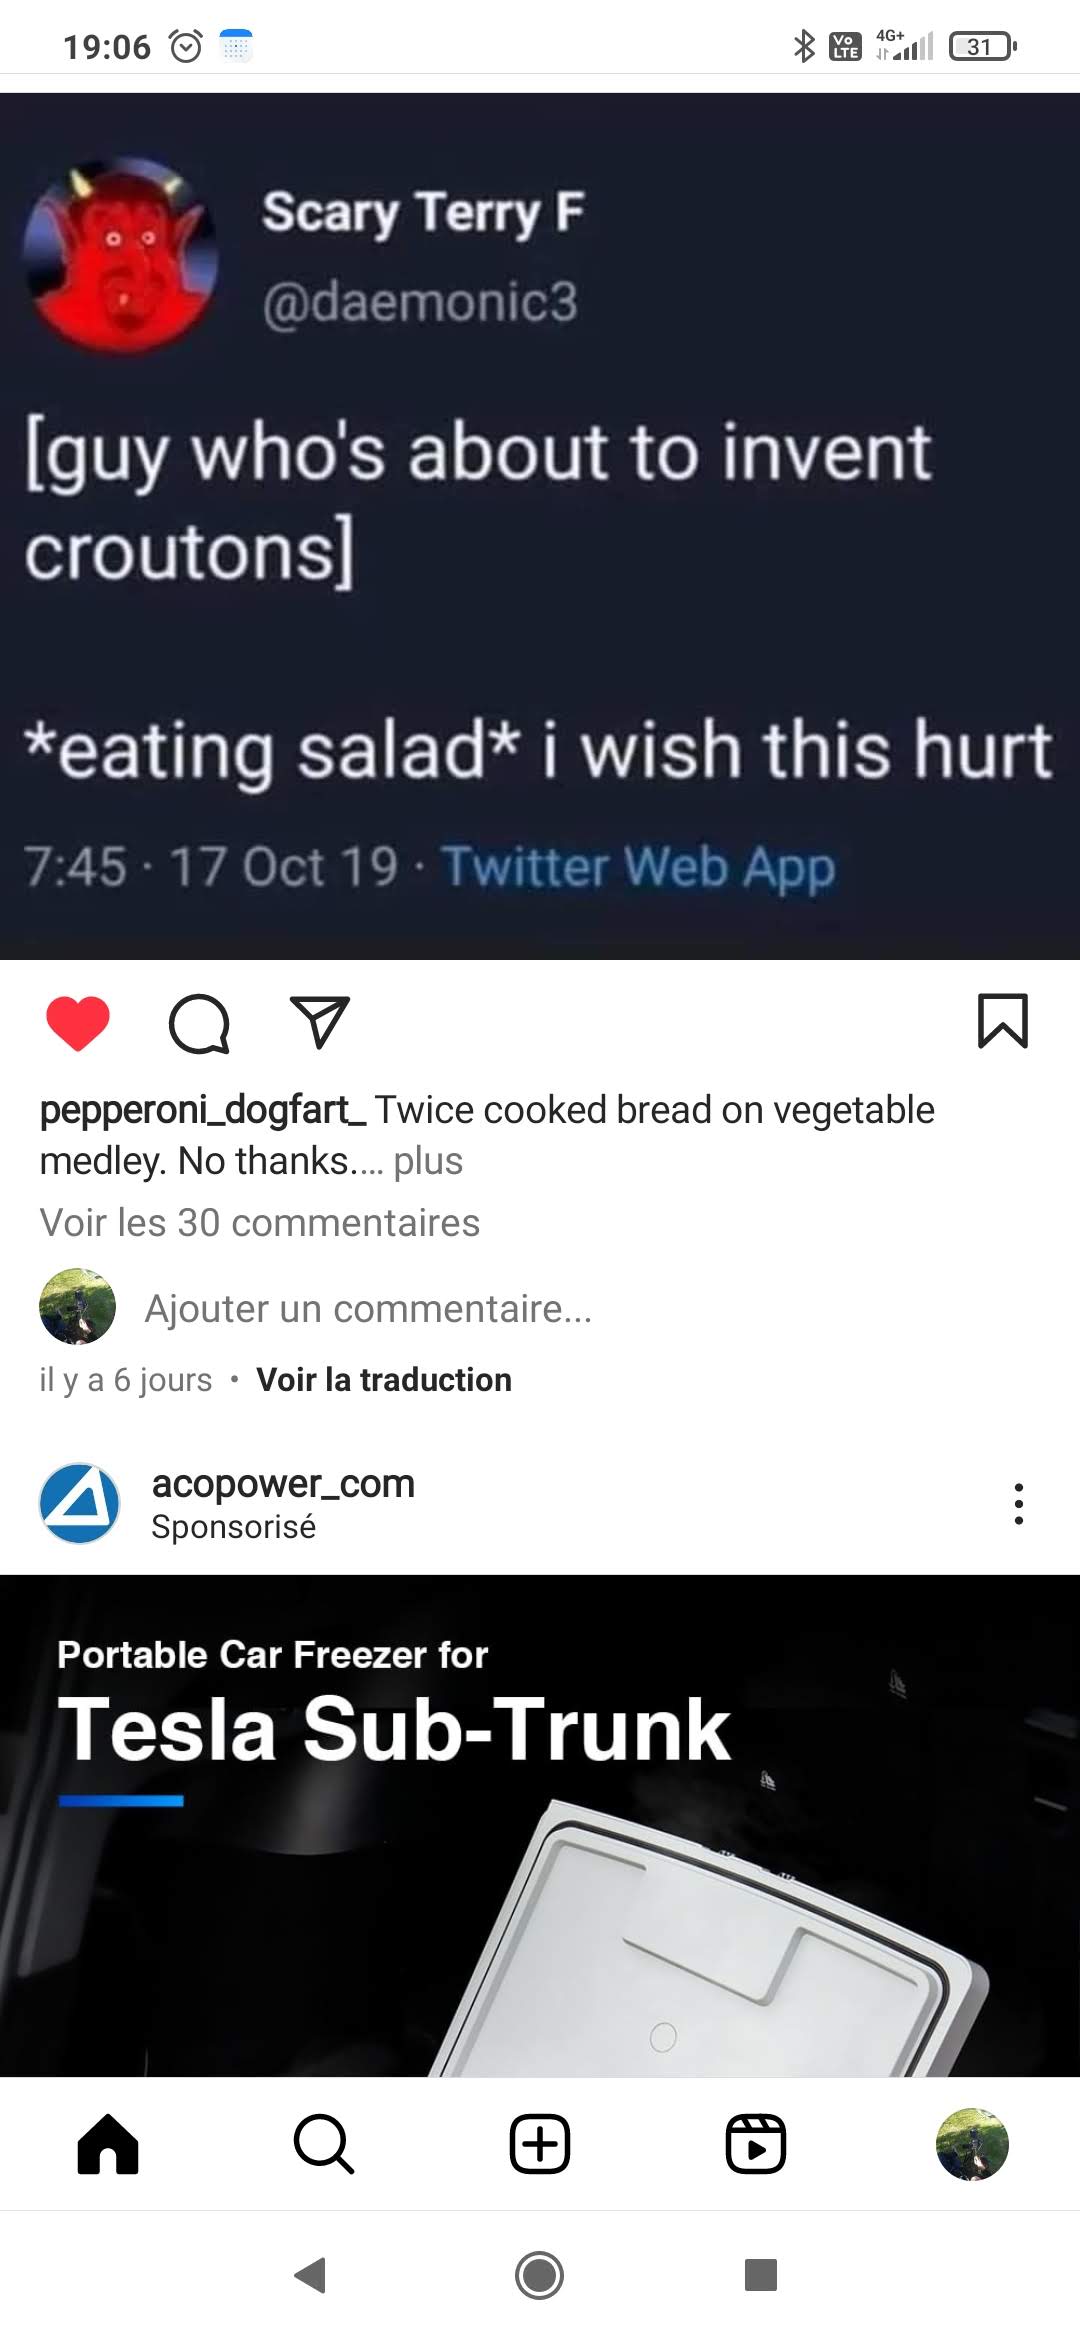 19:06
Vo LTE 4G+ 31
Scary Terry F
@daemonic3
[guy who's about to invent
croutons]
*eating salad* i wish this hurt
7:45 · 17 Oct 19 · Twitter Web App
pepperoni_dogfart_ Twice cooked bread on vegetable
medley. No thanks.... plus
Voir les 30 commentaires
Ajouter un commentaire...
il y a 6 jours • Voir la traduction
acopower_com
Sponsorisé
Portable Car Freezer for
Tesla Sub-Trunk